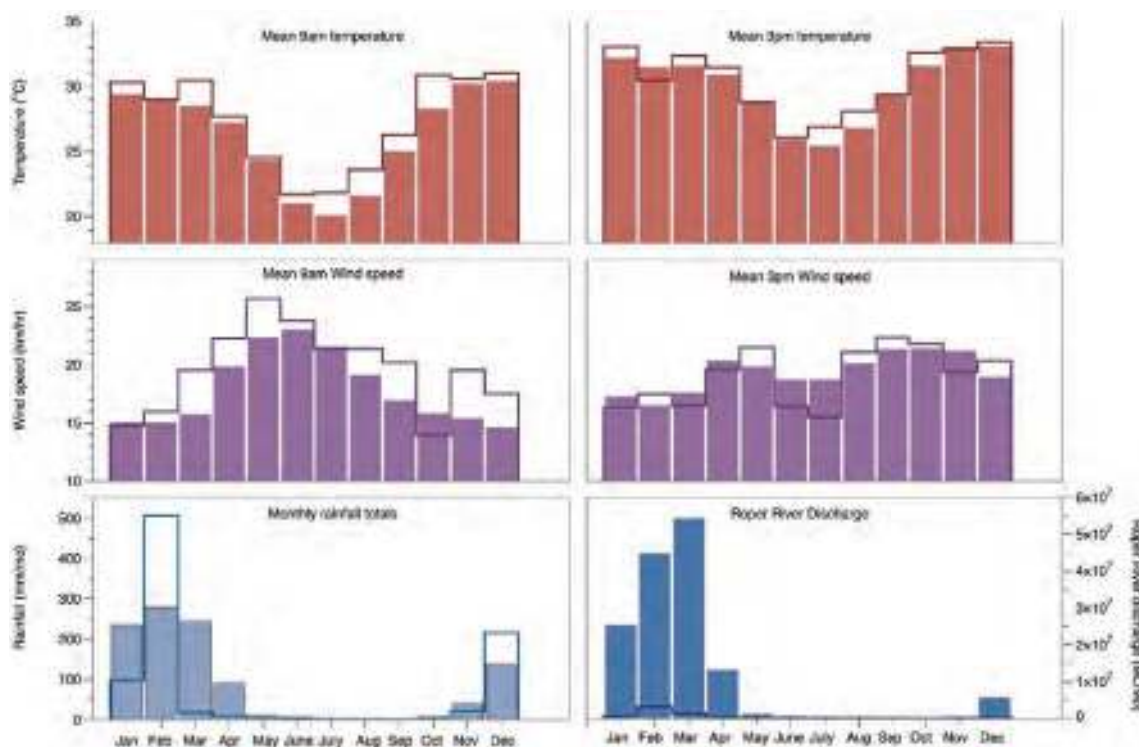 Mean 9am temperature
Mean 3pm temperature
Temperature (°C)
35
30
25
20
Mean 9am Wind speed
Mean 3pm Wind speed
Wind speed (km/hr)
25
20
15
10
Monthly rainfall totals
Roper River Discharge
Rainfall (mm/mo)
500
400
300
200
100
0
6x10⁷
5x10⁷
4x10⁷
3x10⁷
2x10⁷
1x10⁷
0
Roper River discharge
Jan Feb Mar Apr May June July Aug Sep Oct Nov Dec
Jan Feb Mar Apr May June July Aug Sep Oct Nov Dec